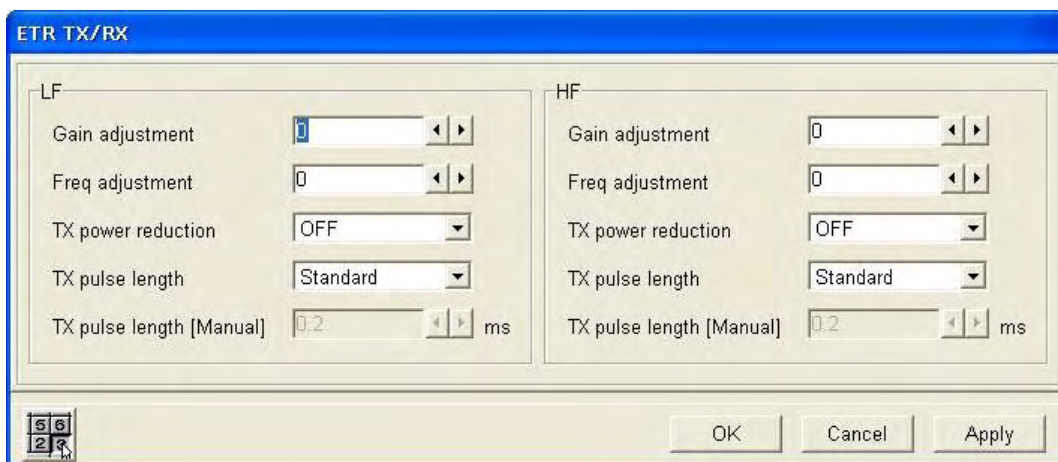 ETR TX/RX
LF
Gain adjustment 0
Freq adjustment 0
TX power reduction OFF
TX pulse length Standard
TX pulse length [Manual] 0.2 ms
HF
Gain adjustment 0
Freq adjustment 0
TX power reduction OFF
TX pulse length Standard
TX pulse length [Manual] 0.2 ms
5 6
2
OK Cancel Apply